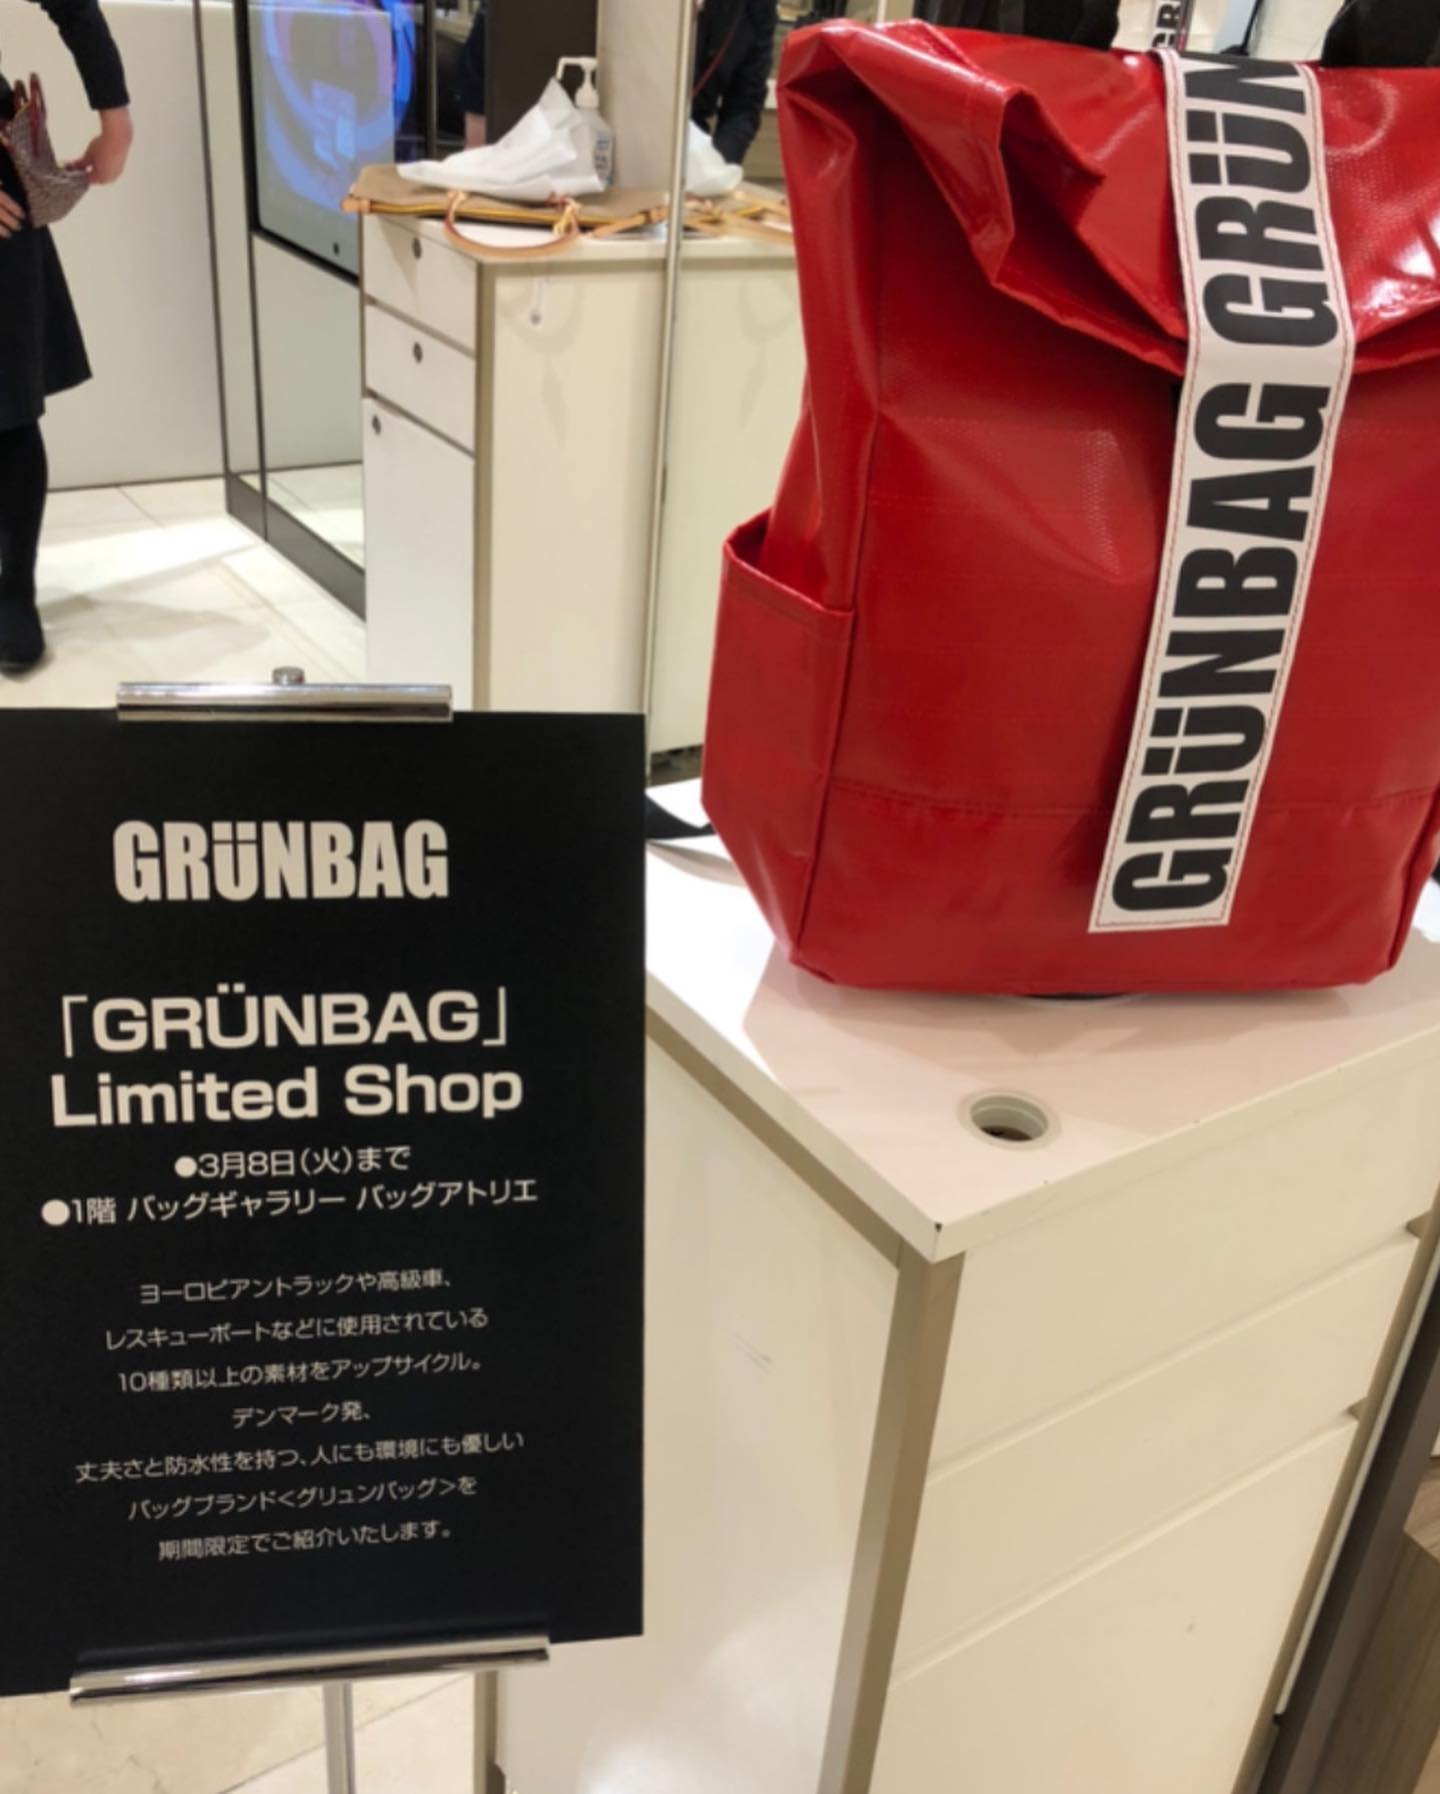 GRÜNBAG
「GRÜNBAG」
Limited Shop
●3月8日(火)まで
●1階 バッグギャラリー バッグアトリエ
ヨーロピアントラックや高級車、
レスキューボートなどに使用されている
10種類以上の素材をアップサイクル。
デンマーク発、
丈夫さと防水性を持つ、人にも環境にも優しい
バッグブランド<グリュンバッグ>を
期間限定でご紹介いたします。
GRÜNBAG GRÜN
GR